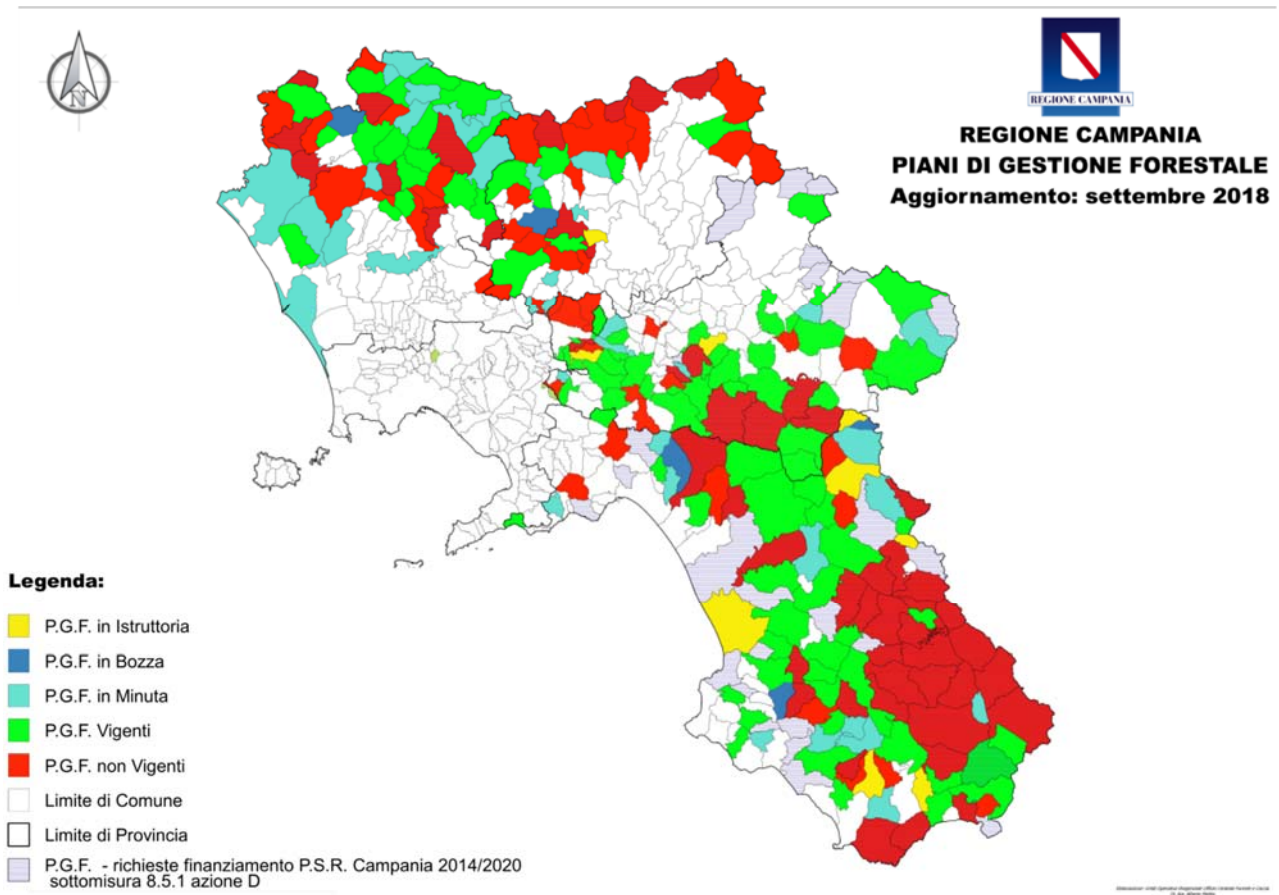 N
REGIONE CAMPANIA
REGIONE CAMPANIA
PIANI DI GESTIONE FORESTALE
Aggiornamento: settembre 2018
Legenda:
P.G.F. in Istruttoria
P.G.F. in Bozza
P.G.F. in Minuta
P.G.F. Vigenti
P.G.F. non Vigenti
Limite di Comune
Limite di Provincia
P.G.F. - richieste finanziamento P.S.R. Campania 2014/2020
sottomisura 8.5.1 azione D